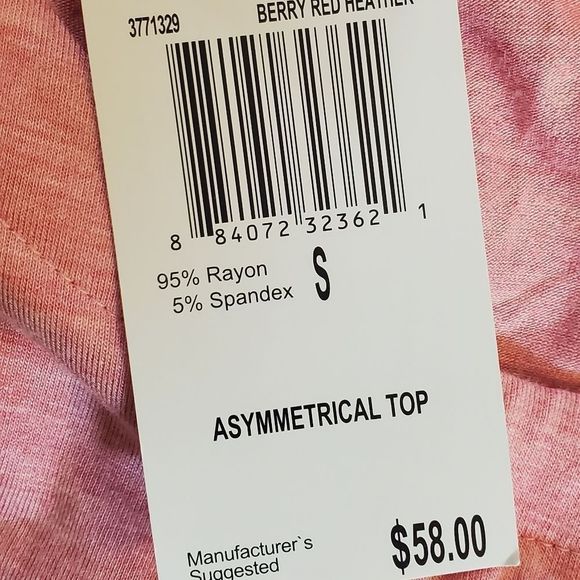 3771329 BERRY RED HEATHER
8 84072 32362 1
95% Rayon
5% Spandex S
ASYMMETRICAL TOP
Manufacturer`s $58.00
Suggested